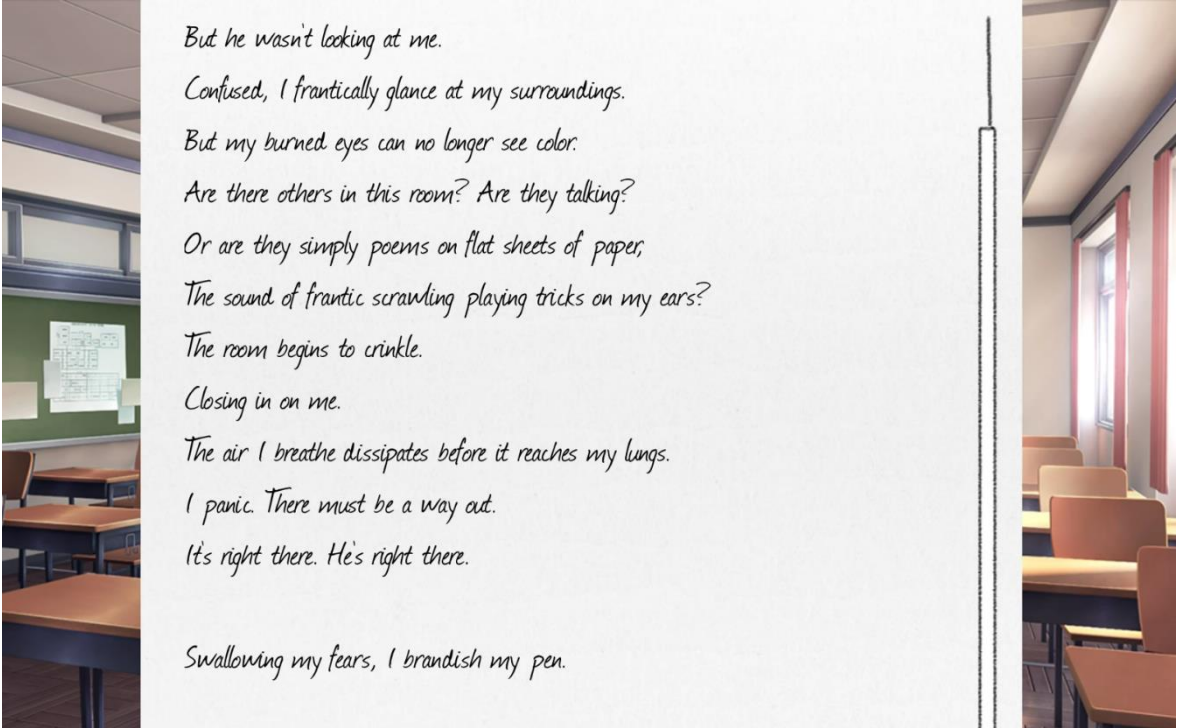 But he wasn't looking at me.
Confused, I frantically glance at my surroundings.
But my burned eyes can no longer see color.
Are there others in this room? Are they talking?
Or are they simply poems on flat sheets of paper,
The sound of frantic scrawling playing tricks on my ears?
The room begins to crinkle.
Closing in on me.
The air I breathe dissipates before it reaches my lungs.
I panic. There must be a way out.
It's right there. He's right there.
Swallowing my fears, I brandish my pen.